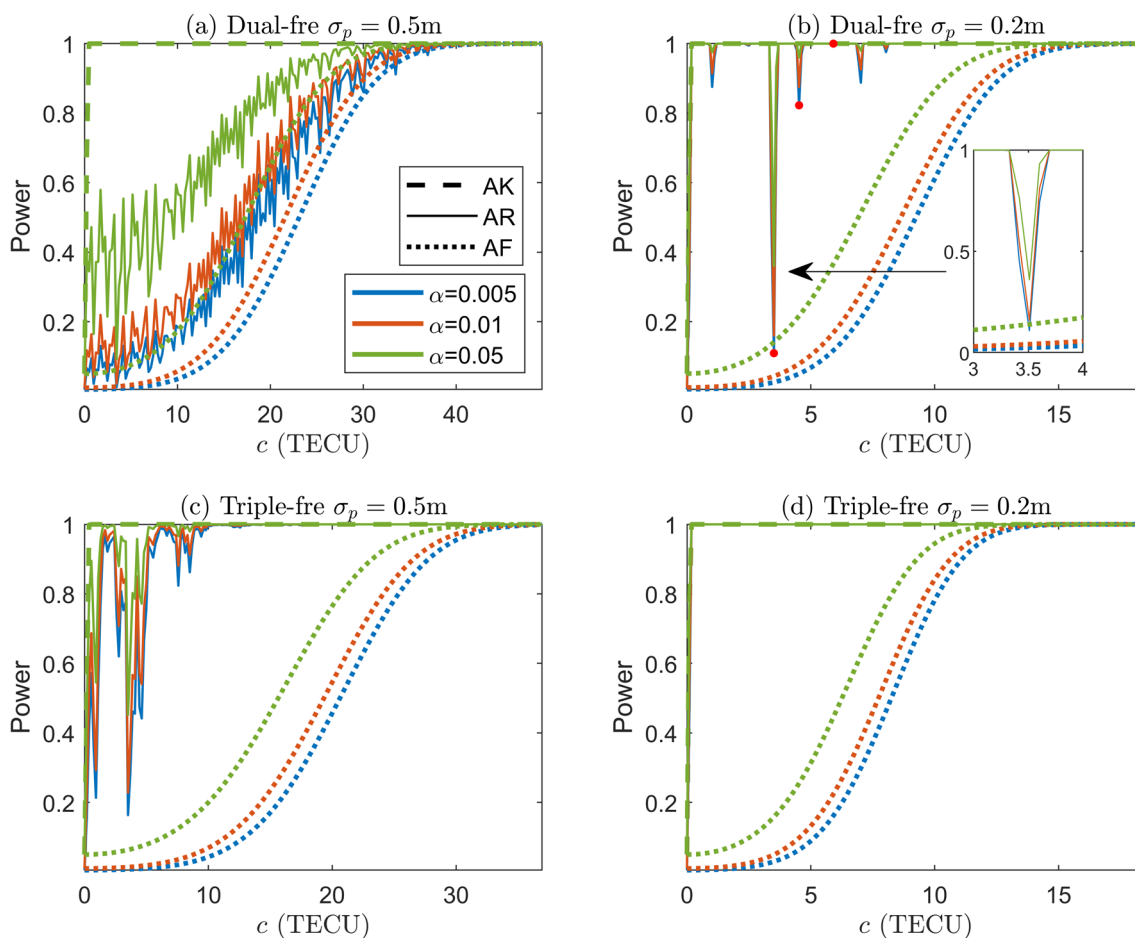 (a) Dual-fre σp = 0.5m
1
0.8
0.6
0.4
0.2
Power
0
10
20
30
40
c (TECU)
AK
AR
AF
α=0.005
α=0.01
α=0.05
(b) Dual-fre σp = 0.2m
1
0.8
0.6
0.4
0.2
Power
0
5
10
15
c (TECU)
1
0.5
0
3
3.5
4
(c) Triple-fre σp = 0.5m
1
0.8
0.6
0.4
0.2
Power
0
10
20
30
c (TECU)
(d) Triple-fre σp = 0.2m
1
0.8
0.6
0.4
0.2
Power
0
5
10
15
c (TECU)